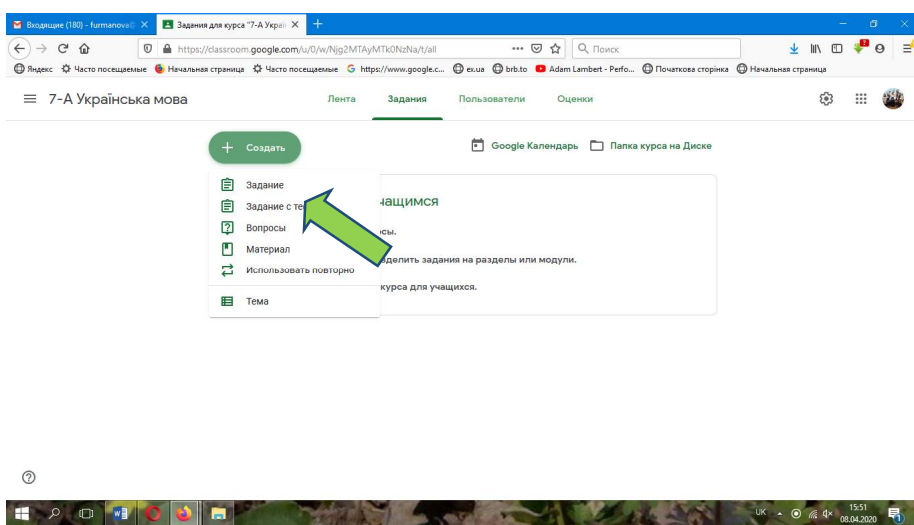 Входящие (180) - furmanova@
Задания для курса "7-А Україн
https://classroom.google.com/u/0/w/Njg2MTAyMTk0NzNa/t/all
Поиск
Яндекс Часто посещаемые Начальная страница Часто посещаемые https://www.google.c... ex.ua brb.to Adam Lambert - Perfo... Початкова сторінка Начальная страница
7-А Українська мова
Лента Задания Пользователи Оценки
Создать
Google Календарь Папка курса на Диске
Задание
Задание с те
чащимся
Вопросы
осы.
Материал
зделить задания на разделы или модули.
Использовать повторно
курса для учащихся.
Тема
UK 15:51
08.04.2020